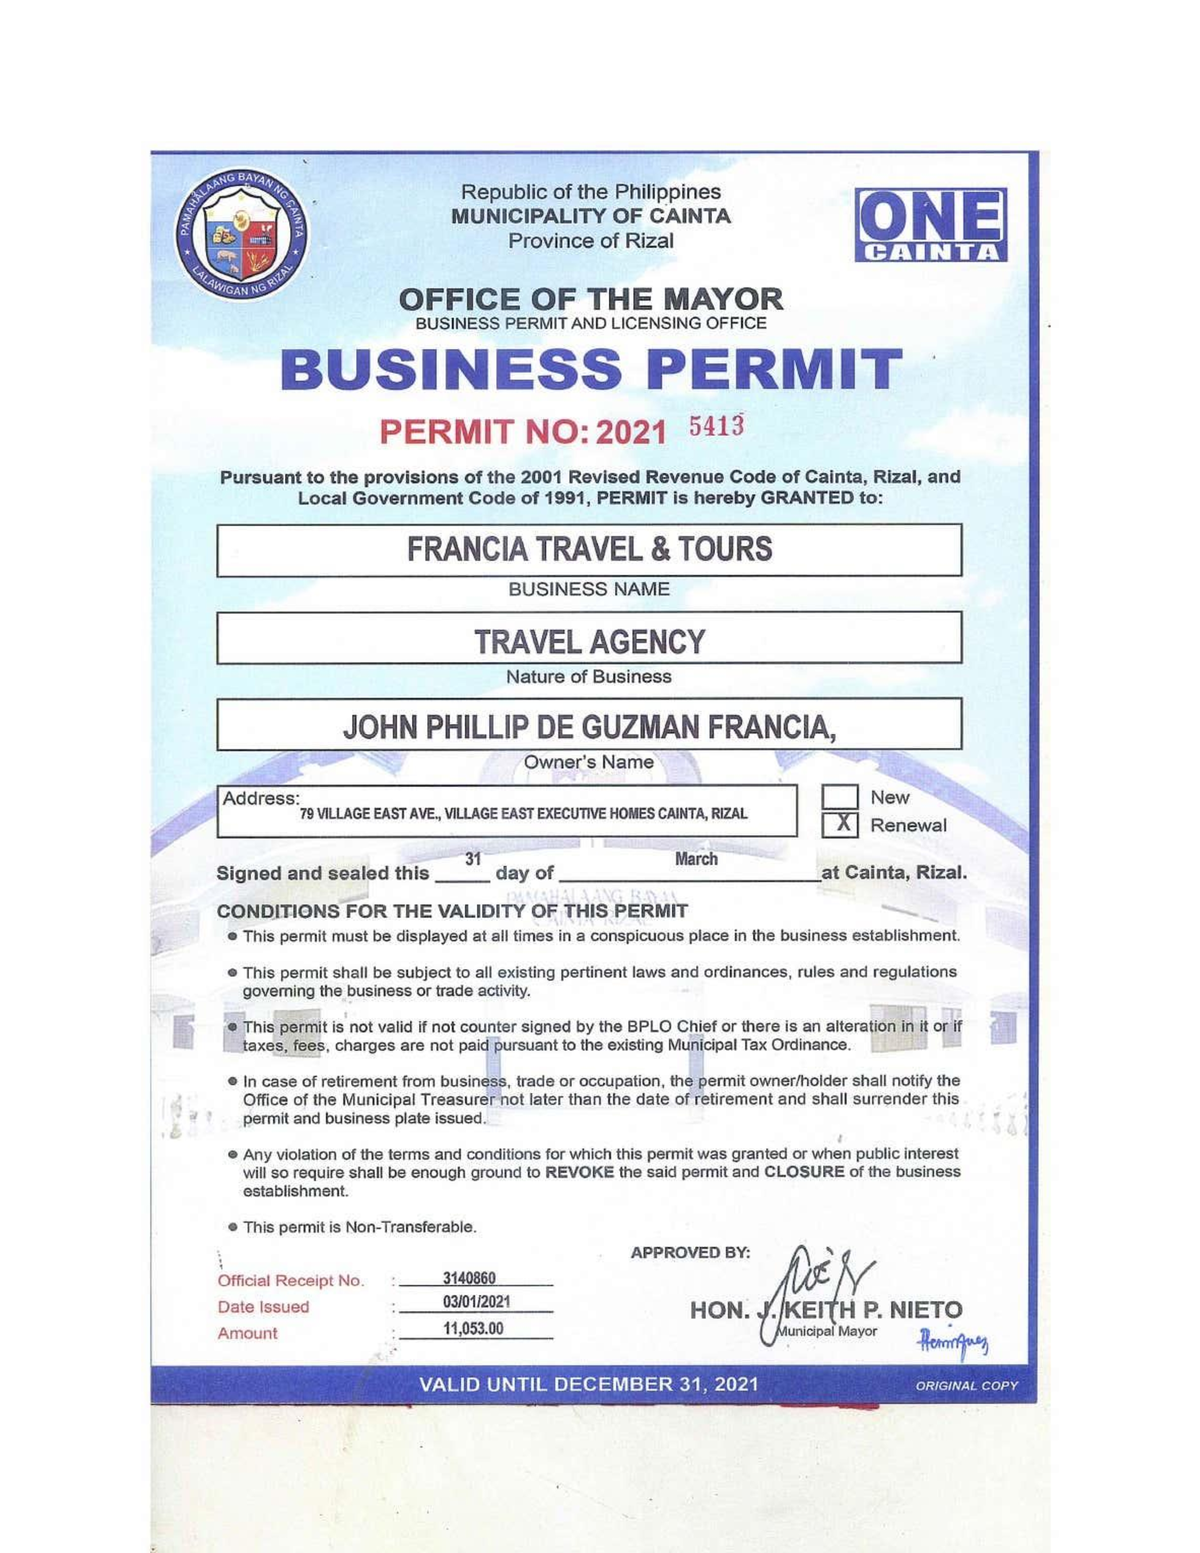 PAMAHALAANG BAYAN NG CAINTA
LALAWIGAN NG RIZAL
Republic of the Philippines
MUNICIPALITY OF CAINTA
Province of Rizal
ONE
CAINTA
OFFICE OF THE MAYOR
BUSINESS PERMIT AND LICENSING OFFICE
BUSINESS PERMIT
PERMIT NO: 2021 5413
Pursuant to the provisions of the 2001 Revised Revenue Code of Cainta, Rizal, and
Local Government Code of 1991, PERMIT is hereby GRANTED to:
FRANCIA TRAVEL & TOURS
BUSINESS NAME
TRAVEL AGENCY
Nature of Business
JOHN PHILLIP DE GUZMAN FRANCIA,
Owner's Name
Address:
79 VILLAGE EAST AVE., VILLAGE EAST EXECUTIVE HOMES CAINTA, RIZAL
New
X Renewal
Signed and sealed this 31 day of March at Cainta, Rizal.
PAMAHALAANG BAYAN
CAINTA RIZAL
CONDITIONS FOR THE VALIDITY OF THIS PERMIT
● This permit must be displayed at all times in a conspicuous place in the business establishment.
● This permit shall be subject to all existing pertinent laws and ordinances, rules and regulations
governing the business or trade activity.
● This permit is not valid if not counter signed by the BPLO Chief or there is an alteration in it or if
taxes, fees, charges are not paid pursuant to the existing Municipal Tax Ordinance.
● In case of retirement from business, trade or occupation, the permit owner/holder shall notify the
Office of the Municipal Treasurer not later than the date of retirement and shall surrender this
permit and business plate issued.
● Any violation of the terms and conditions for which this permit was granted or when public interest
will so require shall be enough ground to REVOKE the said permit and CLOSURE of the business
establishment.
● This permit is Non-Transferable.
APPROVED BY:
Official Receipt No. : 3140860
Date Issued : 03/01/2021
Amount : 11,053.00
HON. J. KEITH P. NIETO
Municipal Mayor
VALID UNTIL DECEMBER 31, 2021
ORIGINAL COPY